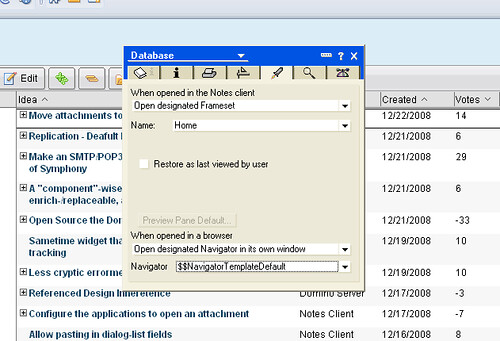 Database
? X
Edit
Idea
Created
Votes
When opened in the Notes client
Open designated Frameset
Name: Home
Restore as last viewed by user
Preview Pane Default...
When opened in a browser
Open designated Navigator in its own window
Navigator $$NavigatorTemplateDefault
Move attachments to 12/22/2008 14
Replication - Deafult 12/21/2008 6
Make an SMTP/POP3 12/21/2008 29
of Symphony
A "component"-wise 12/21/2008 6
enrich-/replaceable,
Open Source the Dom 12/21/2008 -33
Sametime widget tha 12/19/2008 10
tracking
Less cryptic errorme 12/19/2008 10
Referenced Design Inheretence Domino Server 12/17/2008 -3
Configure the applications to open an attachment Notes Client 12/17/2008 -7
Allow pasting in dialog-list fields Notes Client 12/16/2008 8